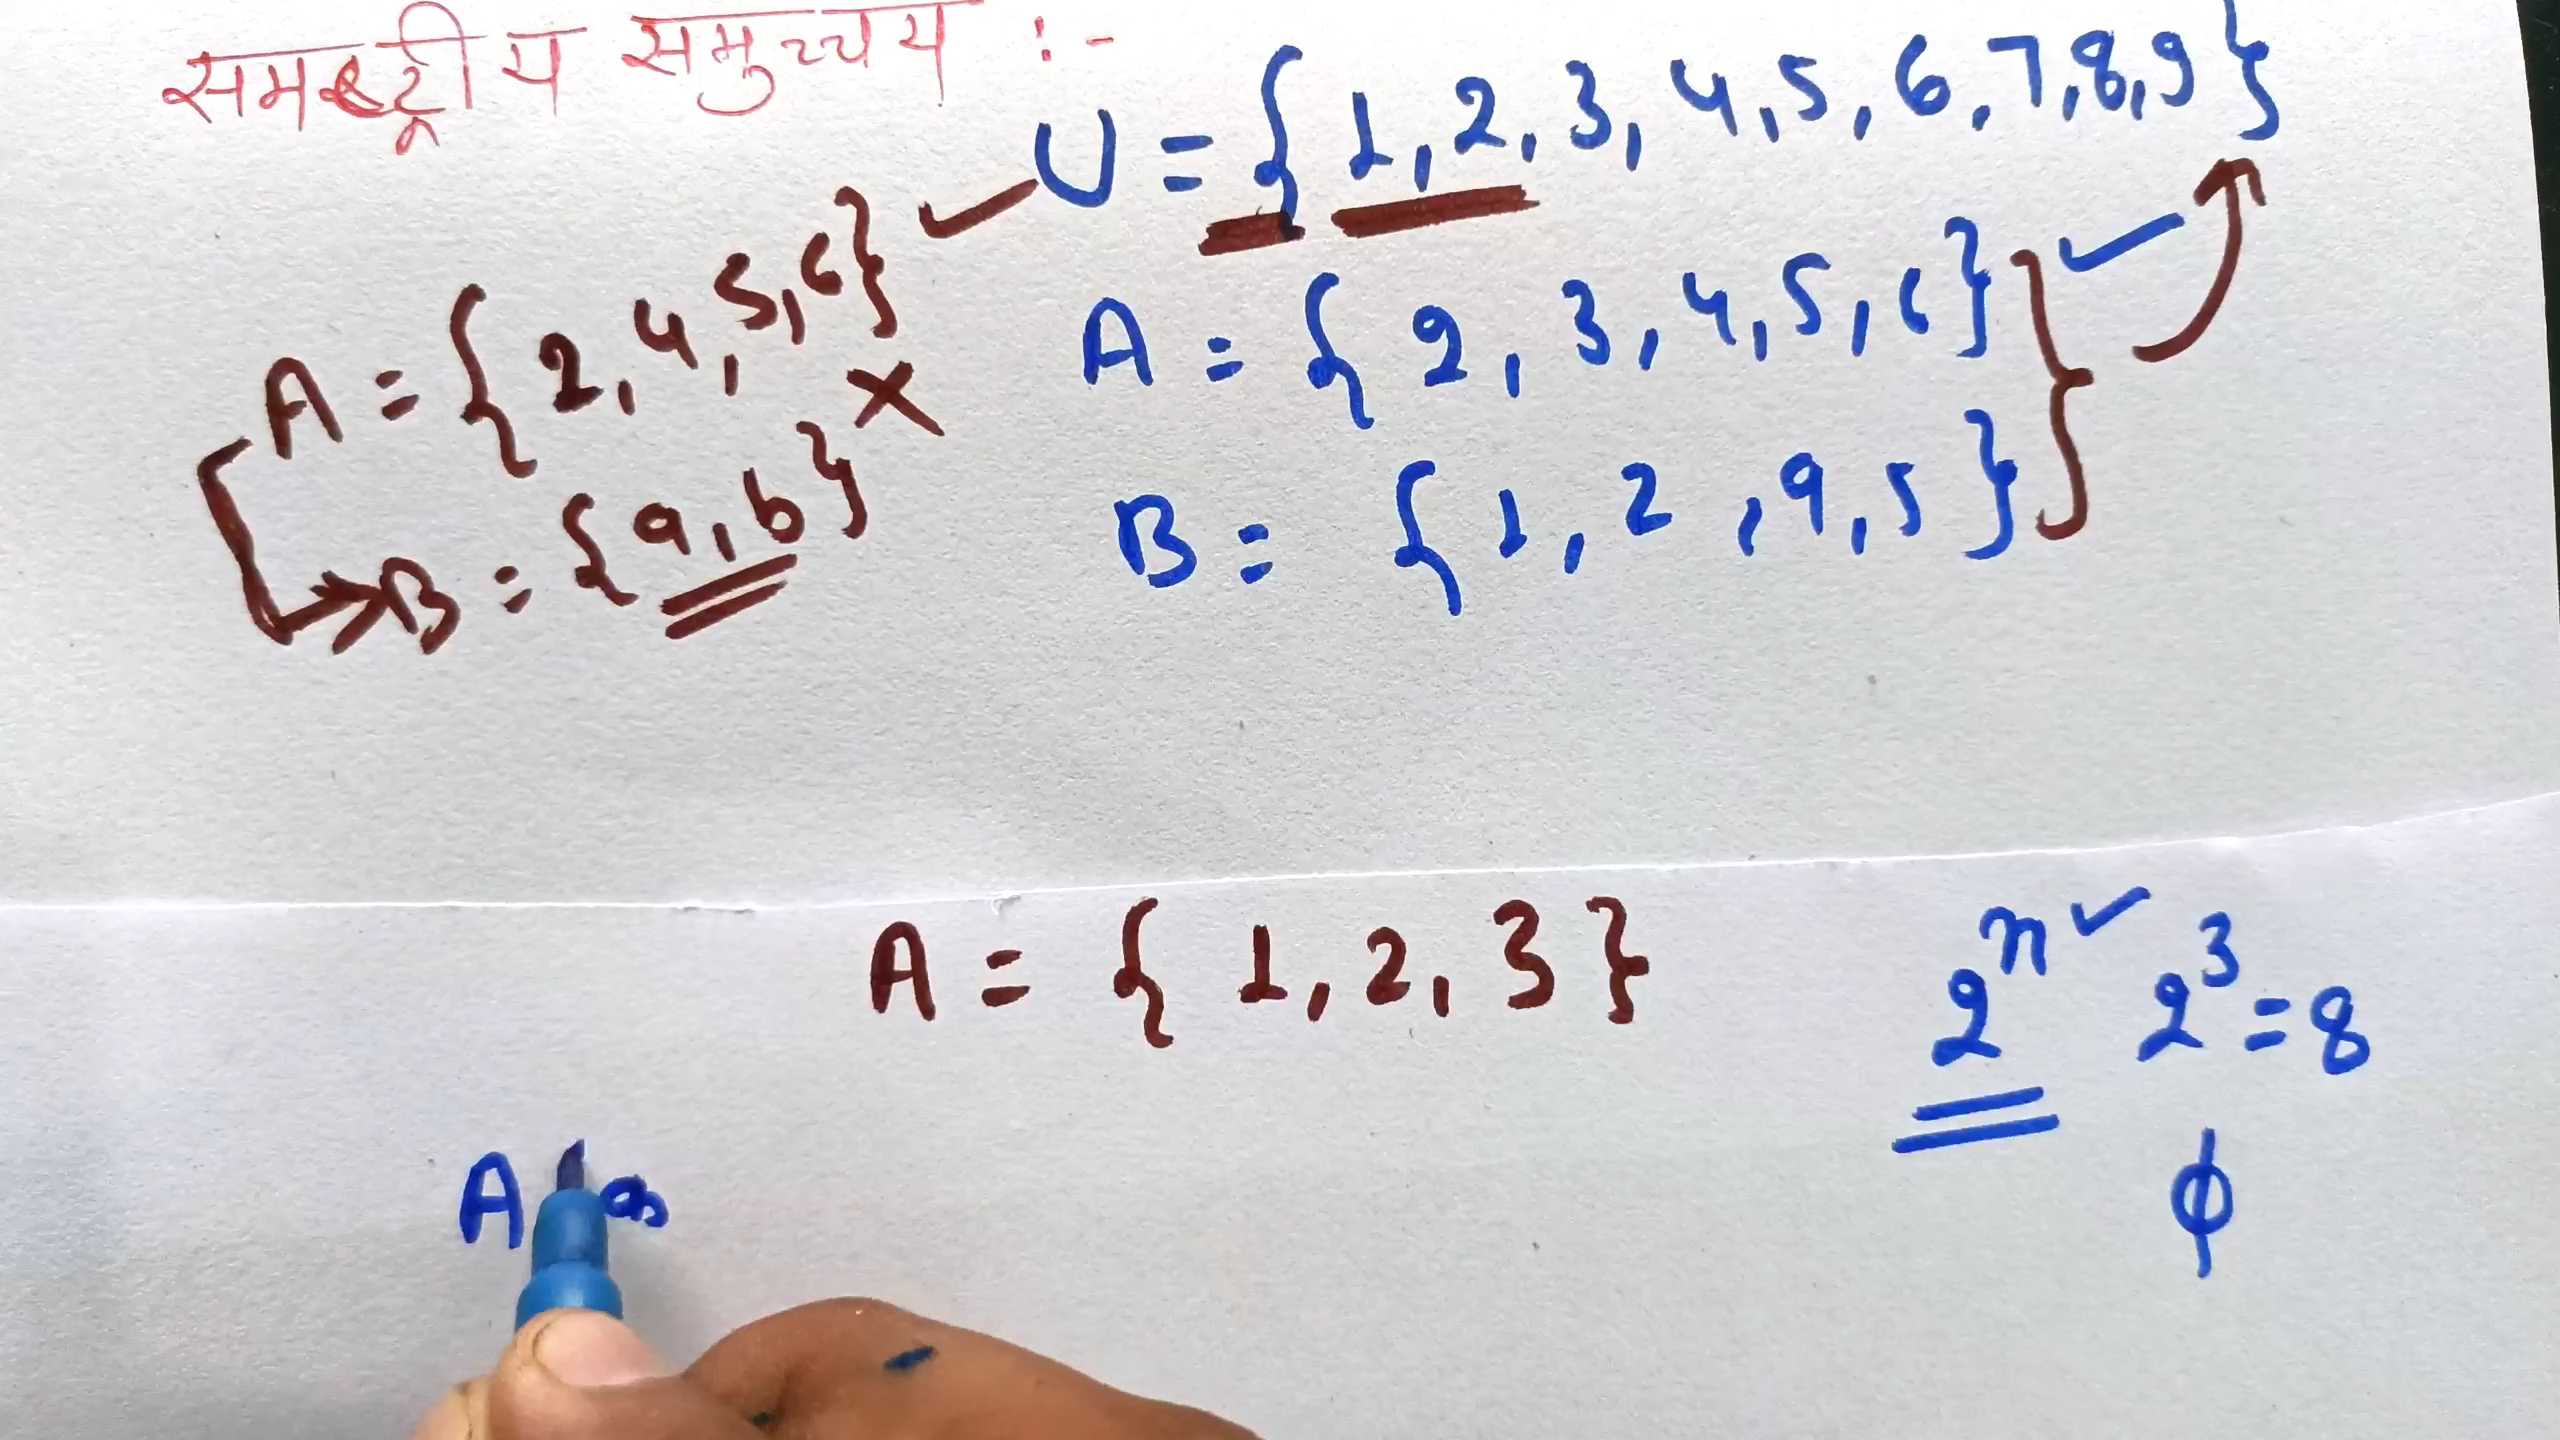 समष्ट्रीय समुच्चय :-
U = {1, 2, 3, 4, 5, 6, 7, 8, 9}
A = {2, 4, 5, 6} ✓
B = {a, b} ×
A = {2, 3, 4, 5, 6} ✓
B = {1, 2, 9, 5}
A = {1, 2, 3}
2ⁿ ✓ 2³ = 8
ϕ
A